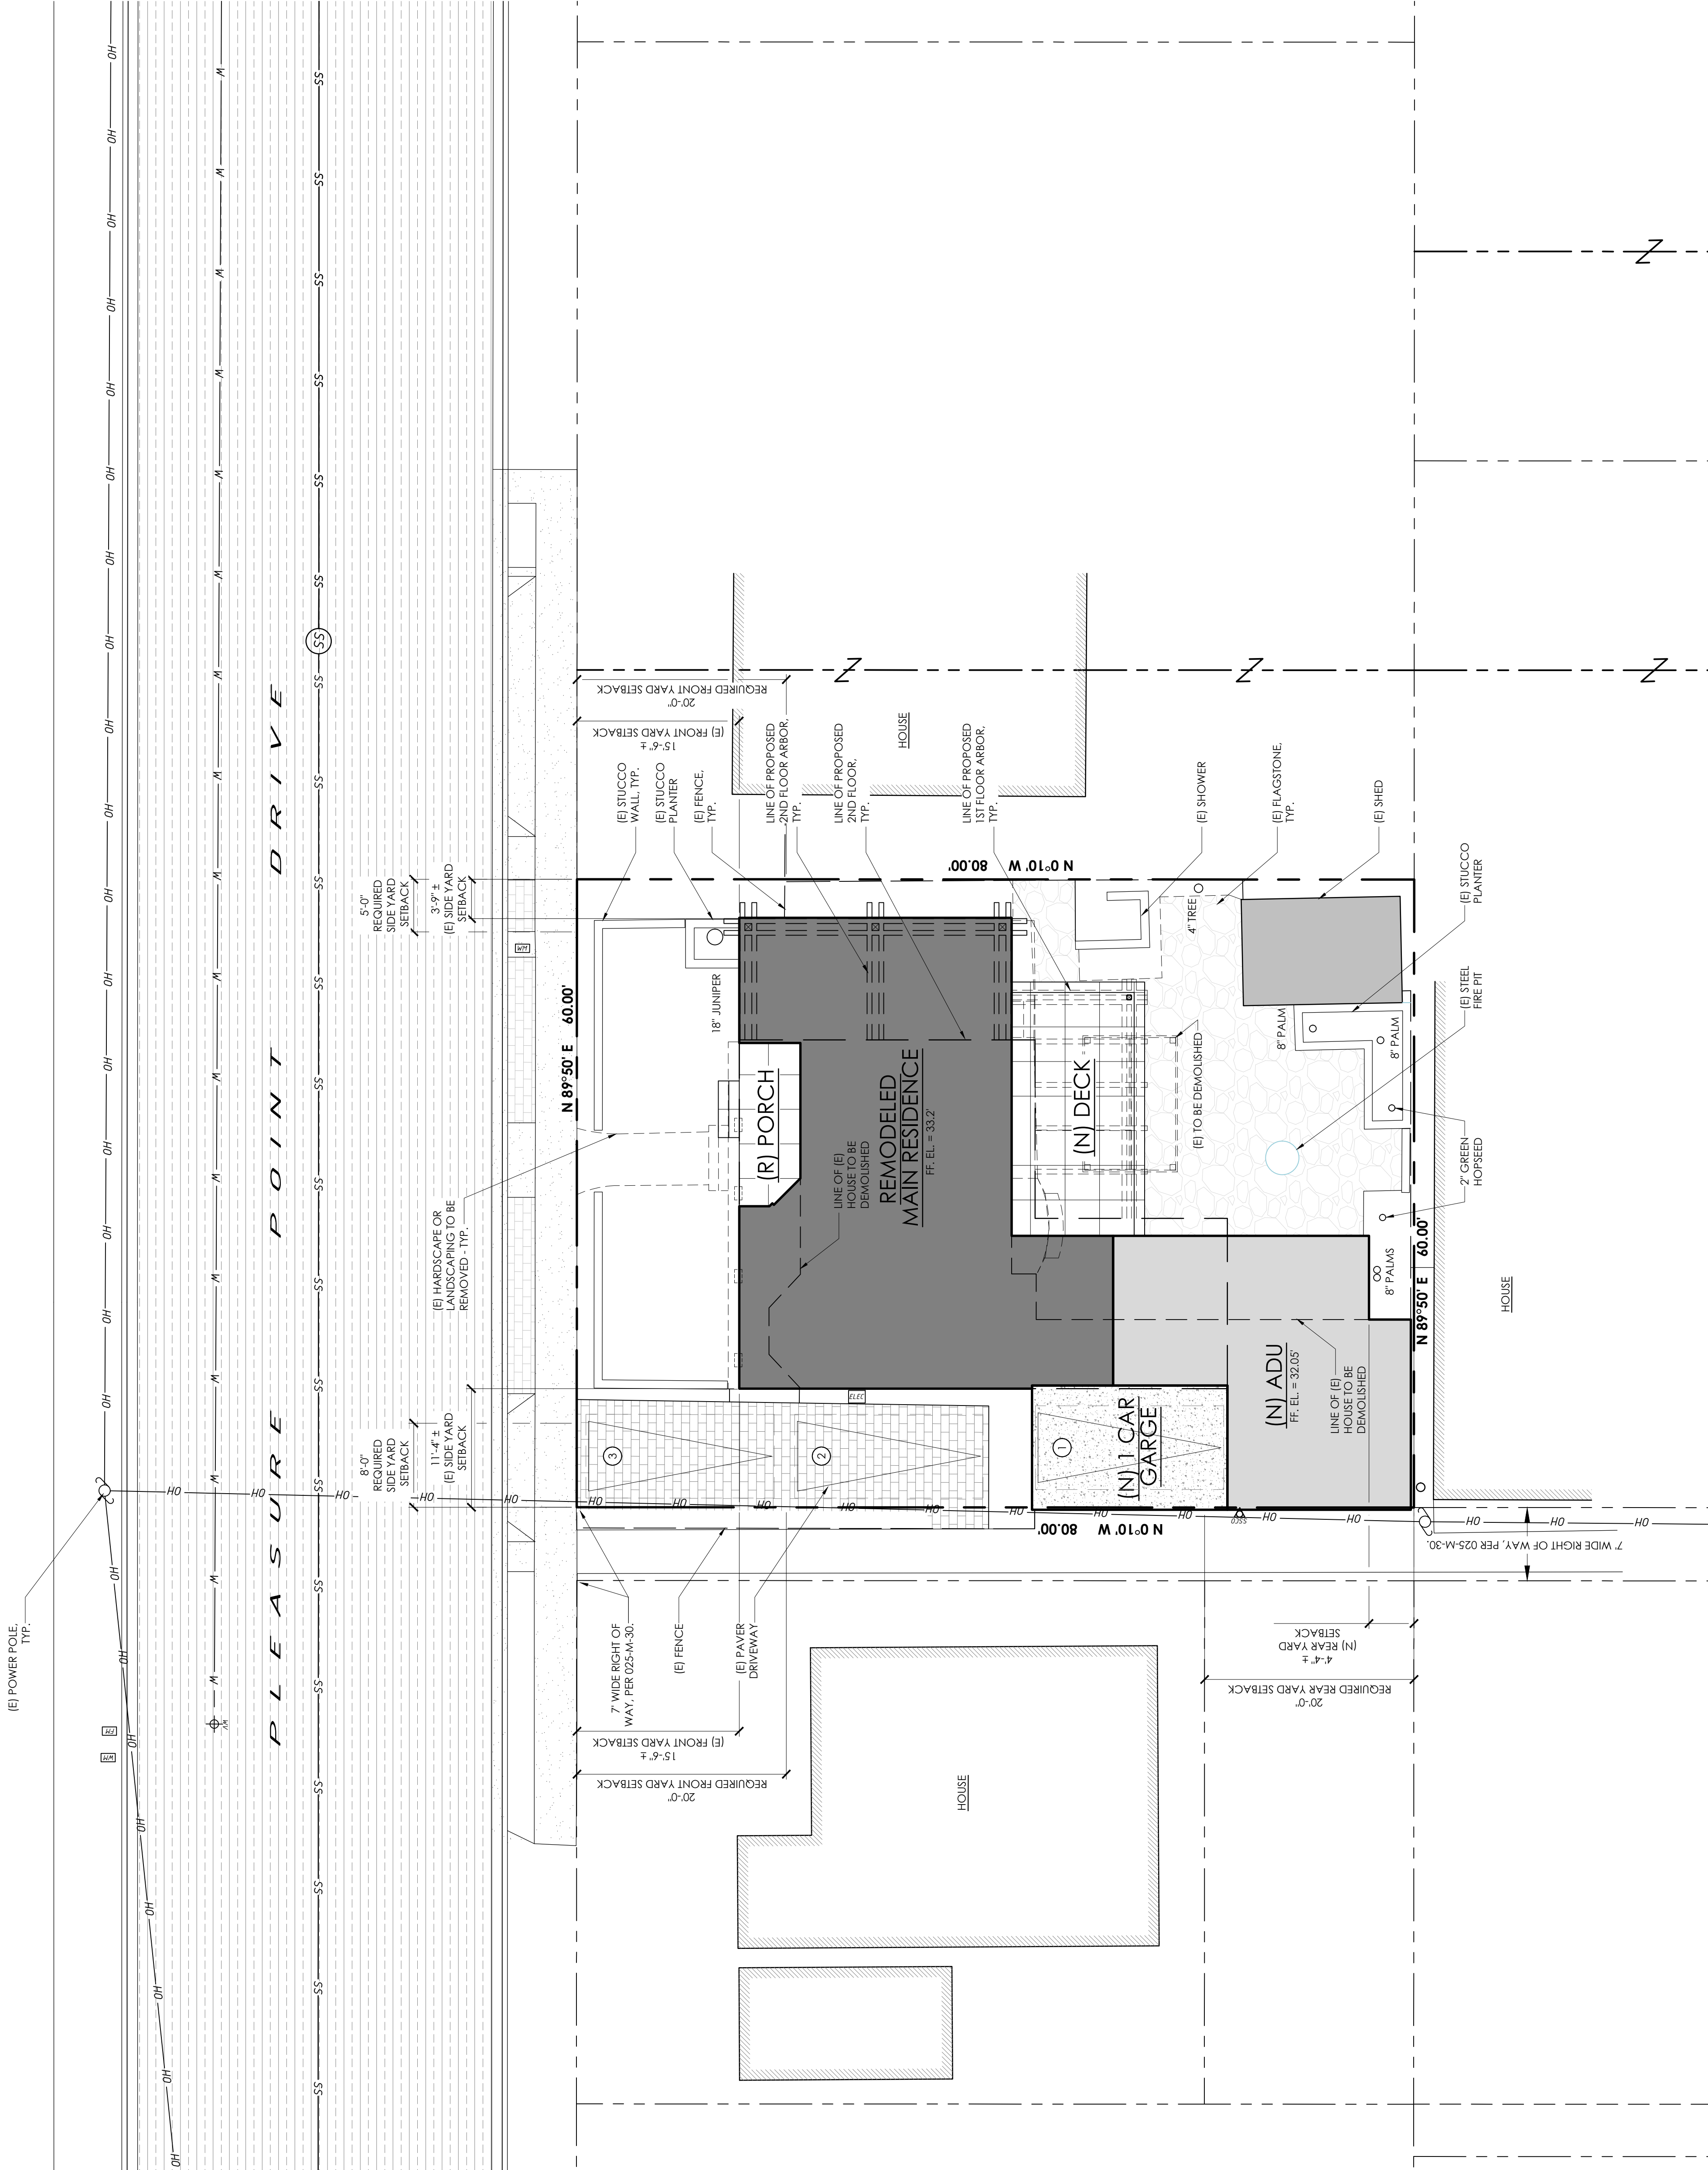 (E) POWER POLE,
TYP.
PLEASURE POINT DRIVE
FM
WM
WV
SS
8'-0"
REQUIRED
SIDE YARD
SETBACK
11'-4" ±
(E) SIDE YARD
SETBACK
(E) HARDSCAPE OR
LANDSCAPING TO BE
REMOVED - TYP.
5'-0"
REQUIRED
SIDE YARD
SETBACK
3'-9" ±
(E) SIDE YARD
SETBACK
WM
N 89°50' E 60.00'
20'-0"
REQUIRED FRONT YARD SETBACK
15'-6" ±
(E) FRONT YARD SETBACK
7' WIDE RIGHT OF
WAY, PER 025-M-30.
(E) FENCE
(E) PAVER
DRIVEWAY
3
2
1
ELEC
18" JUNIPER
(E) STUCCO
WALL, TYP.
(E) STUCCO
PLANTER
(E) FENCE,
TYP.
LINE OF PROPOSED
2ND FLOOR ARBOR,
TYP.
LINE OF PROPOSED
2ND FLOOR,
TYP.
LINE OF PROPOSED
1ST FLOOR ARBOR,
TYP.
15'-6" ±
(E) FRONT YARD SETBACK
20'-0"
REQUIRED FRONT YARD SETBACK
HOUSE
(R) PORCH
LINE OF (E)
HOUSE TO BE
DEMOLISHED
REMODELED
MAIN RESIDENCE
FF. EL. = 33.2'
N 0°10' W 80.00'
HOUSE
(N) DECK
(N) 1 CAR
GARGE
N 0°10' W 80.00'
(E) TO BE DEMOLISHED
4" TREE
(E) SHOWER
(E) FLAGSTONE,
TYP.
(E) SHED
SSCO
(N) ADU
FF. EL. = 32.05'
LINE OF (E)
HOUSE TO BE
DEMOLISHED
8" PALMS
8" PALM
8" PALM
4'-4" ±
(N) REAR YARD
SETBACK
20'-0"
REQUIRED REAR YARD SETBACK
N 89°50' E 60.00'
7' WIDE RIGHT OF WAY, PER 025-M-30.
2" GREEN
HOPSEED
(E) STEEL
FIRE PIT
(E) STUCCO
PLANTER
HOUSE